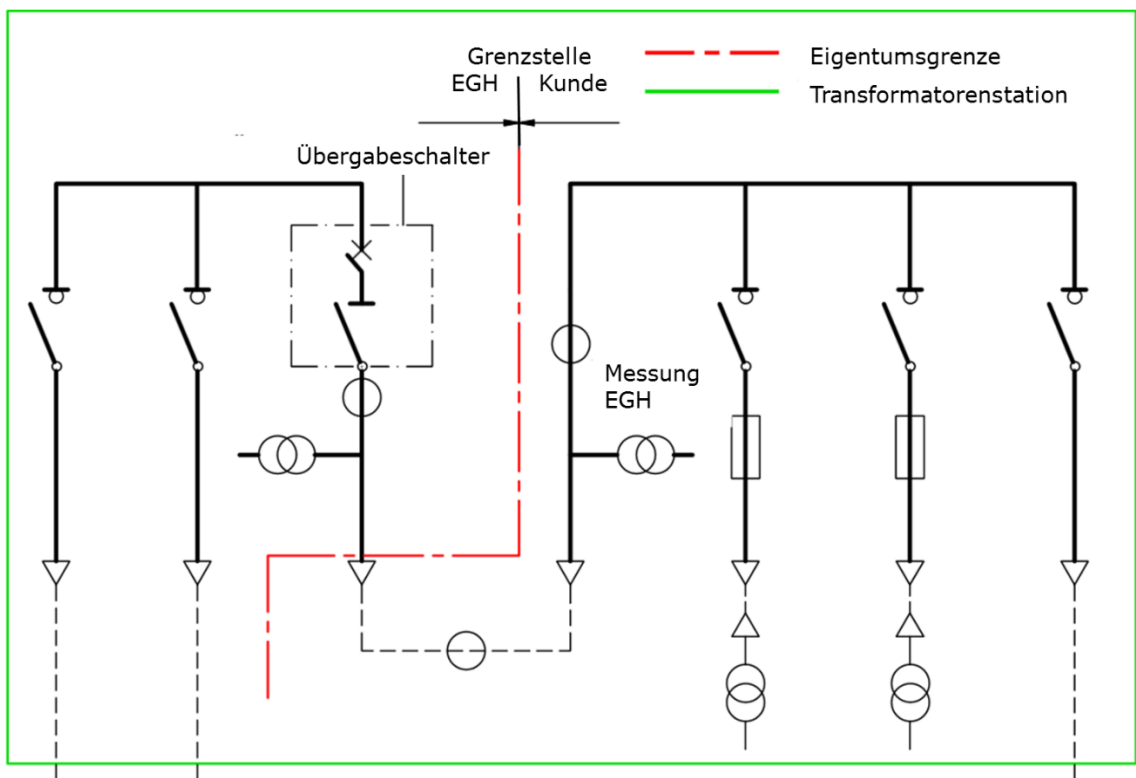 Grenzstelle
EGH Kunde
Eigentumsgrenze
Transformatorenstation
Übergabeschalter
Messung
EGH